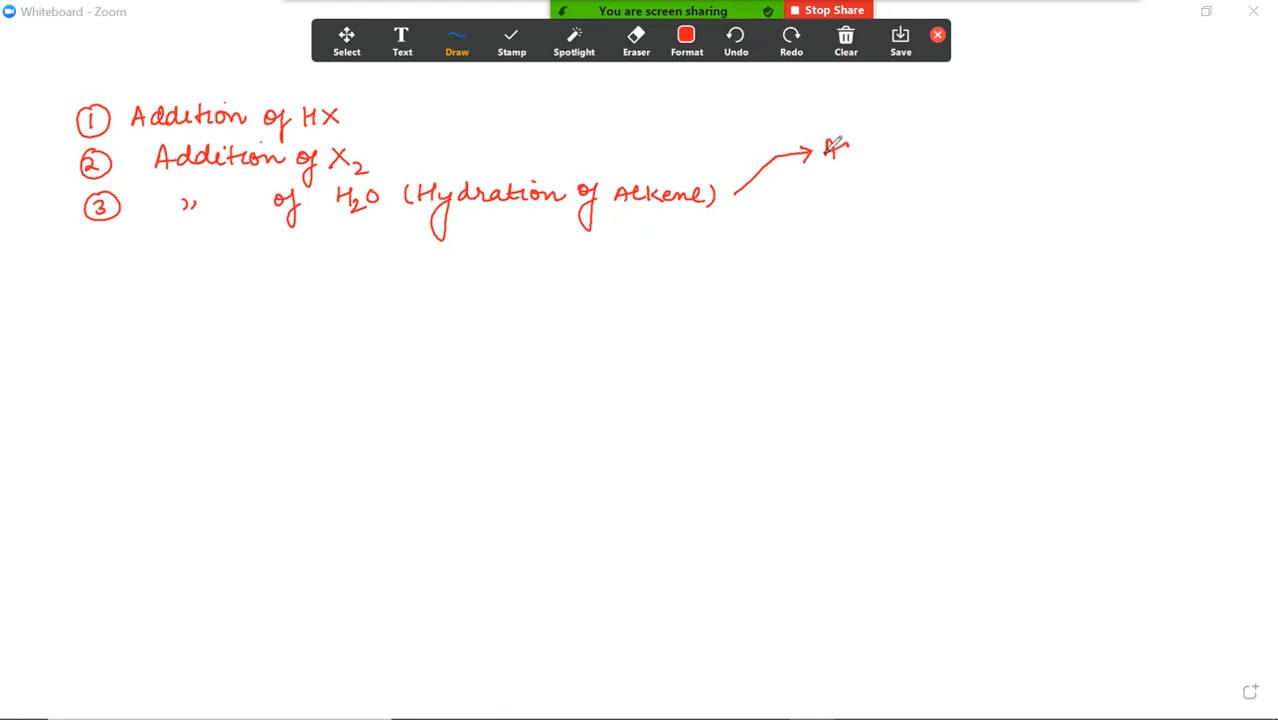 Whiteboard - Zoom
You are screen sharing
Stop Share
Select Text Draw Stamp Spotlight Eraser Format Undo Redo Clear Save
① Addition of HX
② Addition of X₂
③ " of H₂O (Hydration of Alkene)